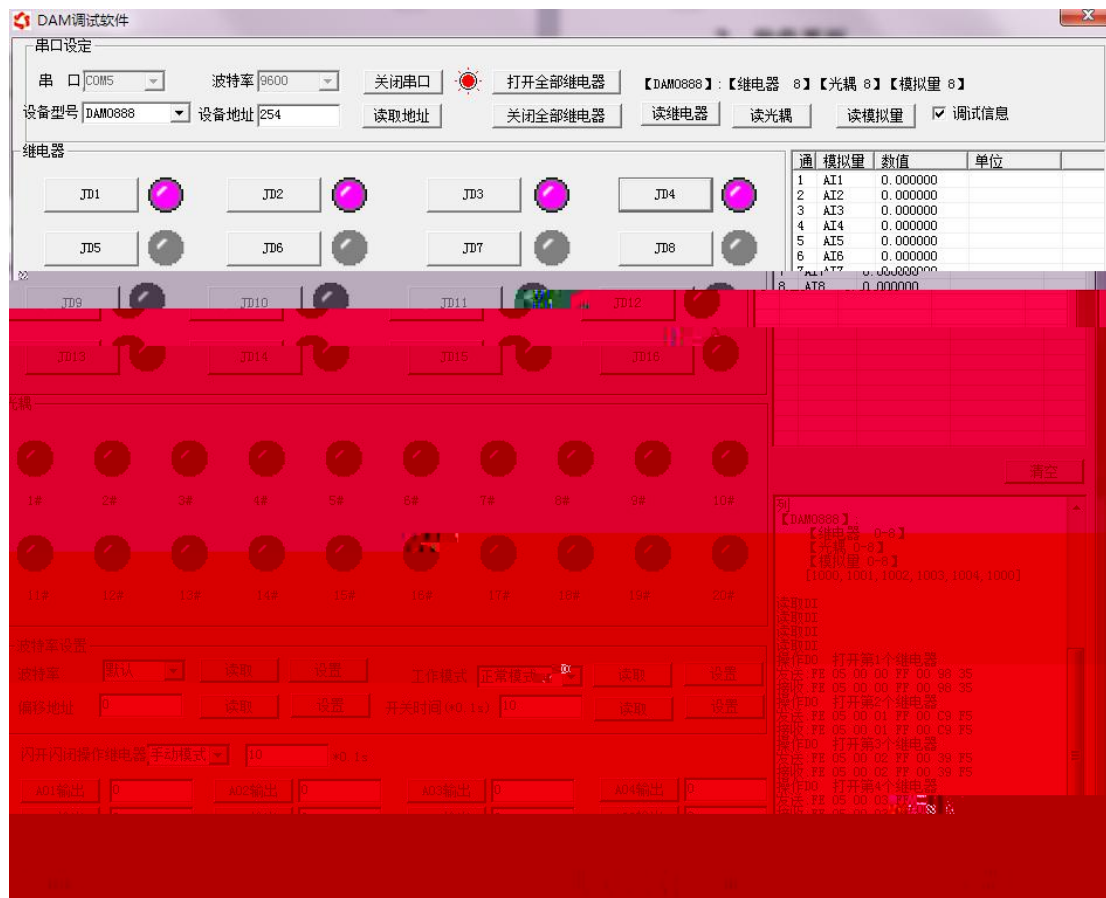 DAM调试软件
串口设定
串 口 COM5 波特率 9600 关闭串口 打开全部继电器 【DAM0888】:【继电器 8】【光耦 8】【模拟量 8】
设备型号 DAM0888 设备地址 254 读取地址 关闭全部继电器 读继电器 读光耦 读模拟量 调试信息
继电器
JD1 JD2 JD3 JD4
JD5 JD6 JD7 JD8
JD9 JD10 JD11 JD12
JD13 JD14 JD15 JD16
通 模拟量 数值 单位
1 AI1 0.000000
2 AI2 0.000000
3 AI3 0.000000
4 AI4 0.000000
5 AI5 0.000000
6 AI6 0.000000
7 AI7 0.000000
8 AI8 0.000000
光耦
1# 2# 3# 4# 5# 6# 7# 8# 9# 10#
11# 12# 13# 14# 15# 16# 17# 18# 19# 20#
清空
列
【DAM0888】
【继电器 0-8】
【光耦 0-8】
【模拟量 0-8】
[1000,1001,1002,1003,1004,1000]
读取DI
读取DI
读取DI
读取DI
操作DO 打开第1个继电器
发送:FE 05 00 00 FF 00 98 35
接收:FE 05 00 00 FF 00 98 35
操作DO 打开第2个继电器
发送:FE 05 00 01 FF 00 C9 F5
接收:FE 05 00 01 FF 00 C9 F5
操作DO 打开第3个继电器
发送:FE 05 00 02 FF 00 39 F5
接收:FE 05 00 02 FF 00 39 F5
操作DO 打开第4个继电器
发送:FE 05 00 03 FF
波特率设置
波特率 默认 读取 设置 工作模式 正常模式 读取 设置
偏移地址 0 读取 设置 开关时间(*0.1s) 10 读取 设置
闪开闪闭操作继电器 手动模式 10 *0.1s
AO1输出 0 AO2输出 0 AO3输出 0 AO4输出 0